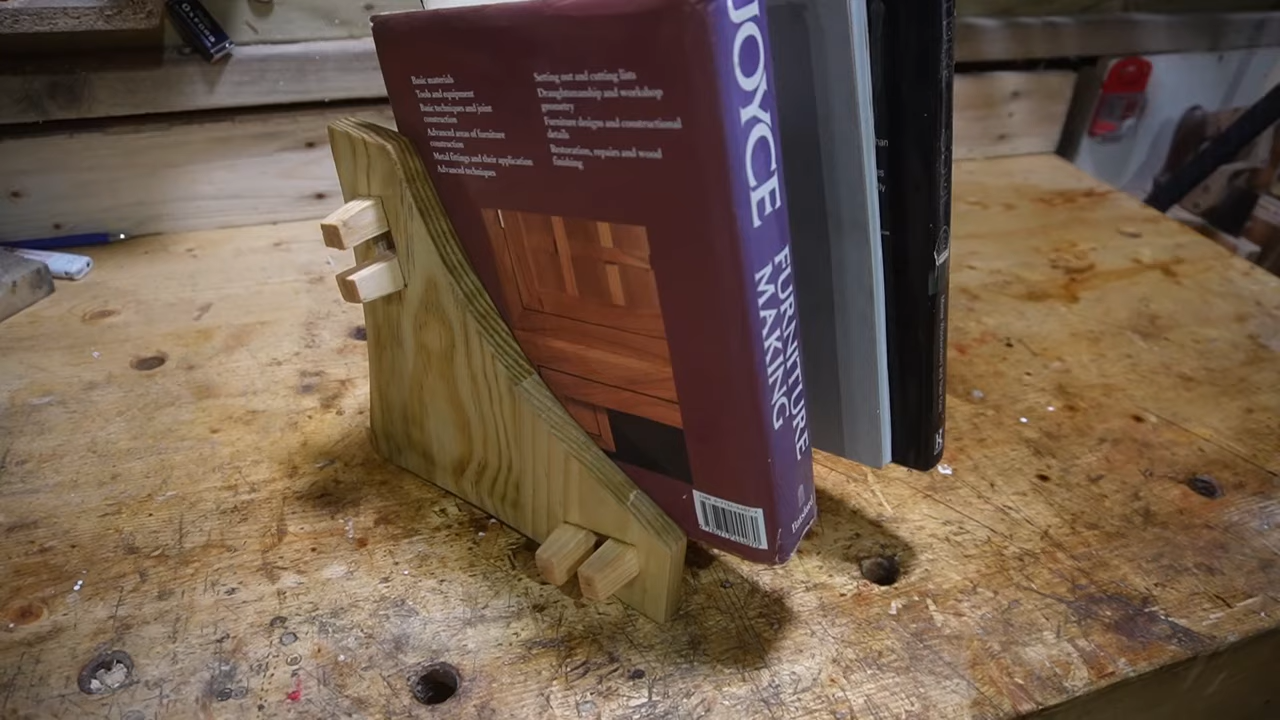 Oxford
Basic materials
Tools and equipment
Basic techniques and joint
construction
Advanced areas of furniture
construction
Metal fittings and their application
Advanced techniques
Setting out and cutting lists
Draughtsmanship and workshop
geometry
Furniture designs and constructional
details
Restoration, repairs and wood
finishing
JOYCE
FURNITURE
MAKING
Batsford